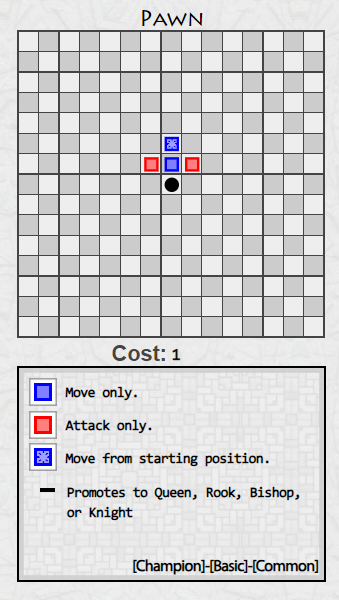 Pawn
Cost: 1
Move only.
Attack only.
Move from starting position.
Promotes to Queen, Rook, Bishop,
or Knight
[Champion]-[Basic]-[Common]